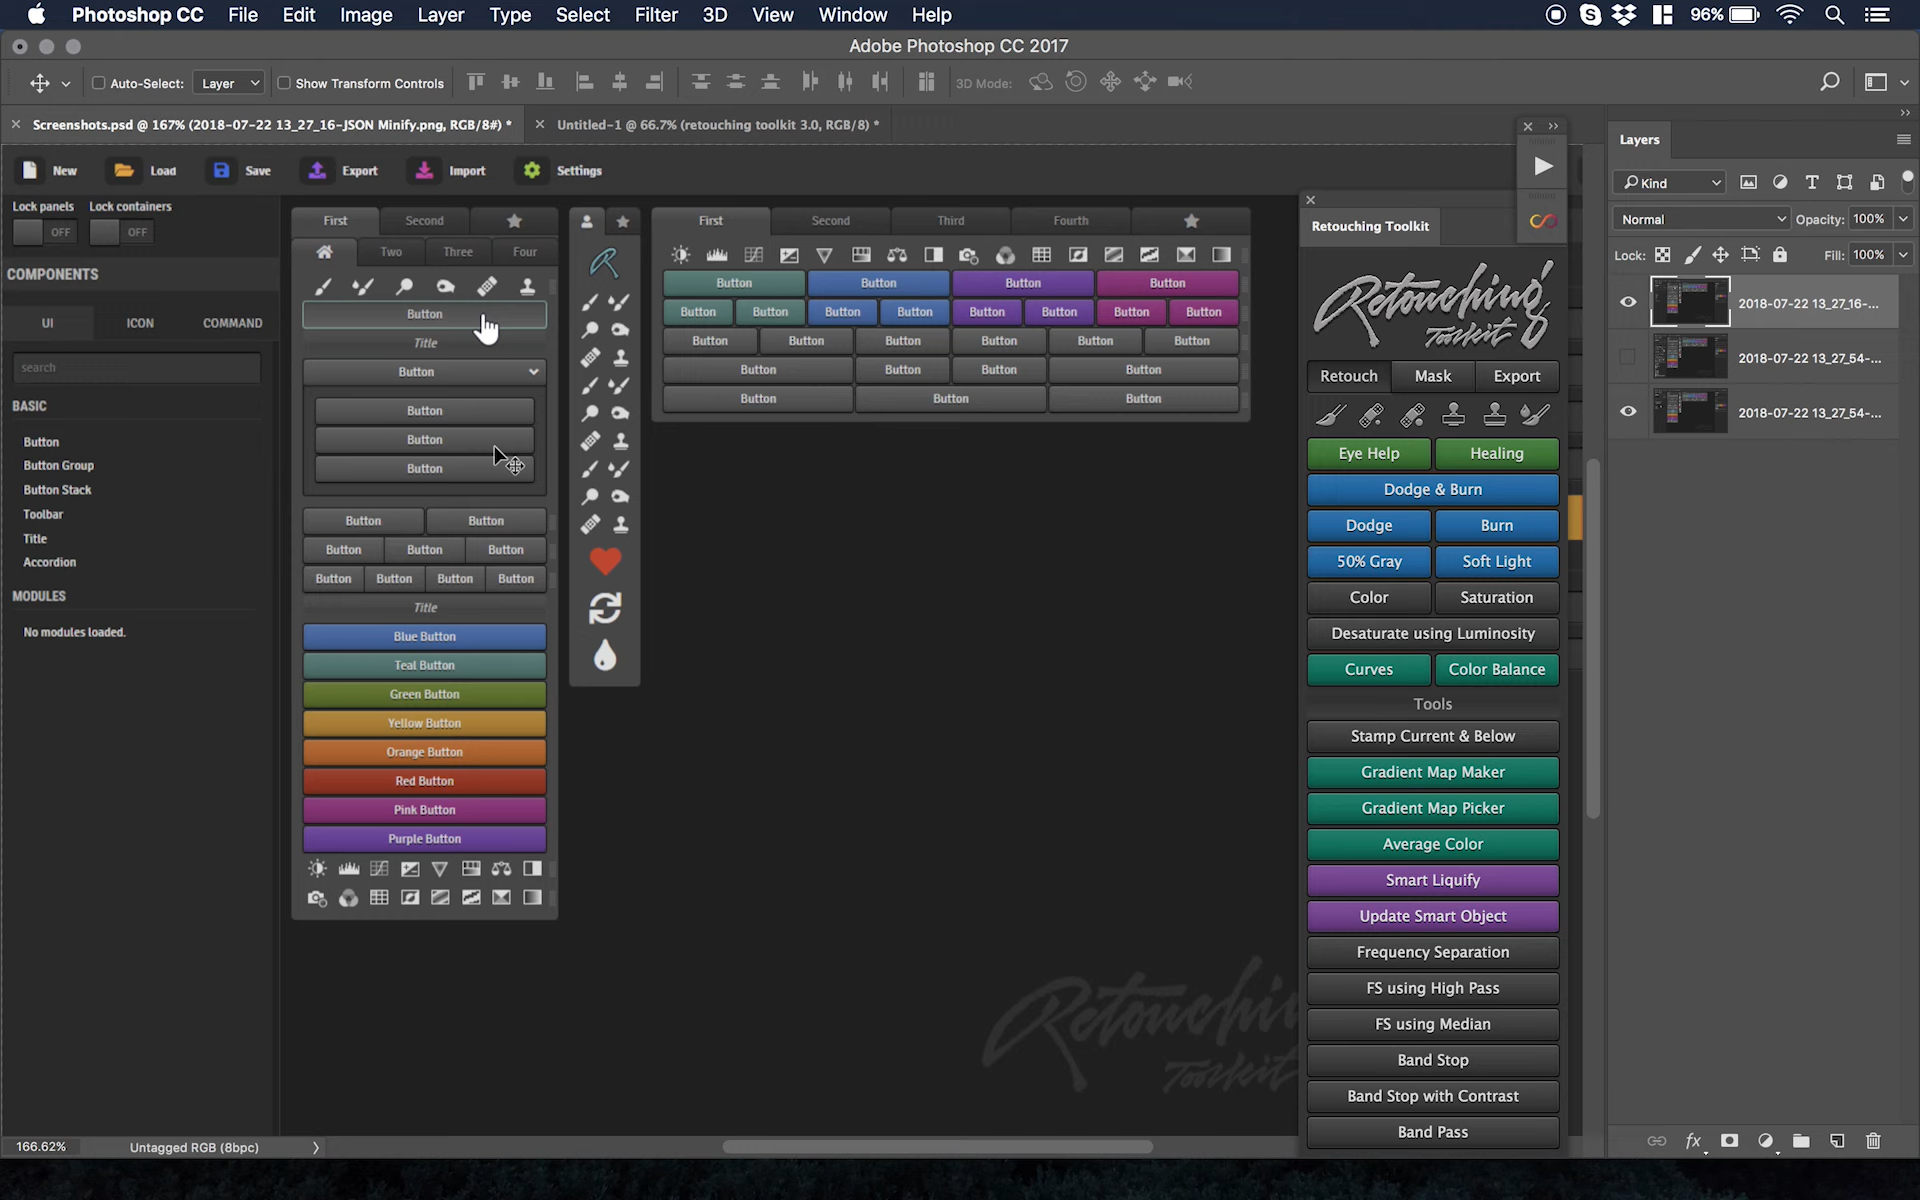 Photoshop CC File Edit Image Layer Type Select Filter 3D View Window Help 96%
Adobe Photoshop CC 2017
Auto-Select: Layer Show Transform Controls 3D Mode:
Screenshots.psd @ 167% (2018-07-22 13_27_16-JSON Minify.png, RGB/8#) * Untitled-1 @ 66.7% (retouching toolkit 3.0, RGB/8) *
New Load Save Export Import Settings
Lock panels Lock containers
OFF OFF
COMPONENTS
UI ICON COMMAND
search
BASIC
Button
Button Group
Button Stack
Toolbar
Title
Accordion
MODULES
No modules loaded.
First Second
Two Three Four
Button
Title
Button
Button
Button
Button
Button Button
Button Button Button
Button Button Button Button
Title
Blue Button
Teal Button
Green Button
Yellow Button
Orange Button
Red Button
Pink Button
Purple Button
First Second Third Fourth
Button Button Button Button
Button Button Button Button Button Button Button Button
Button Button Button Button Button Button
Button Button Button Button
Button Button Button
Retouching
Toolkit
Retouching Toolkit
Retouching
Toolkit
Retouch Mask Export
Eye Help Healing
Dodge & Burn
Dodge Burn
50% Gray Soft Light
Color Saturation
Desaturate using Luminosity
Curves Color Balance
Tools
Stamp Current & Below
Gradient Map Maker
Gradient Map Picker
Average Color
Smart Liquify
Update Smart Object
Frequency Separation
FS using High Pass
FS using Median
Band Stop
Band Stop with Contrast
Band Pass
Layers
Kind
Normal Opacity: 100%
Lock: Fill: 100%
2018-07-22 13_27_16-...
2018-07-22 13_27_54-...
2018-07-22 13_27_54-...
fx
166.62% Untagged RGB (8bpc)